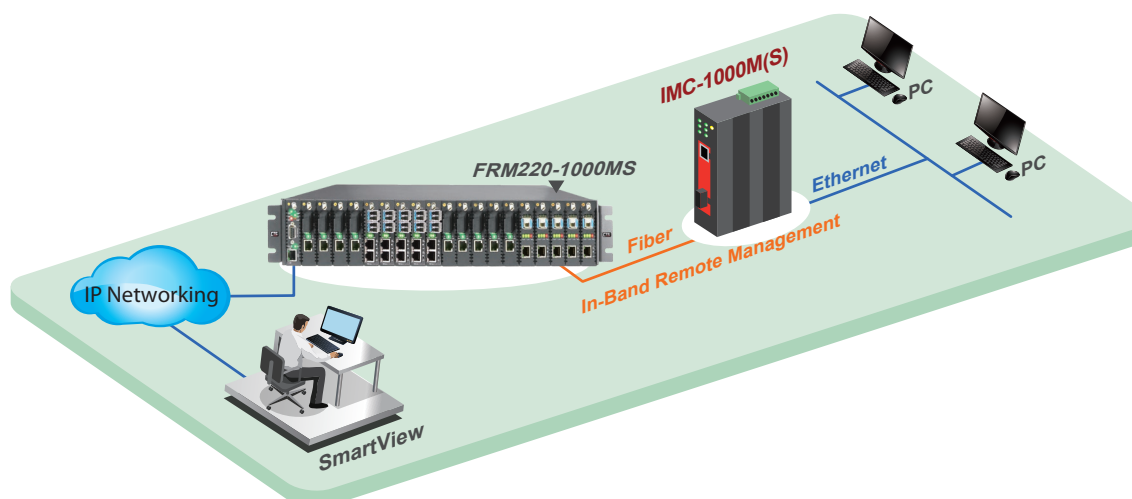 IMC-1000M(S)
PC
PC
FRM220-1000MS
Ethernet
Fiber
In-Band Remote Management
IP Networking
SmartView